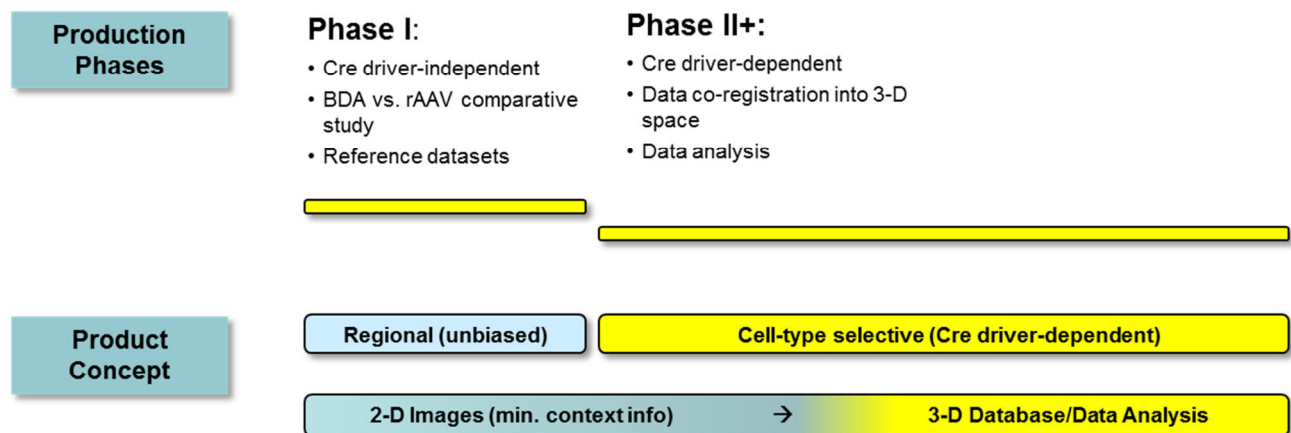 Production
Phases
Phase I:
• Cre driver-independent
• BDA vs. rAAV comparative
study
• Reference datasets
Phase II+:
• Cre driver-dependent
• Data co-registration into 3-D
space
• Data analysis
Product
Concept
Regional (unbiased)
Cell-type selective (Cre driver-dependent)
2-D Images (min. context info) → 3-D Database/Data Analysis